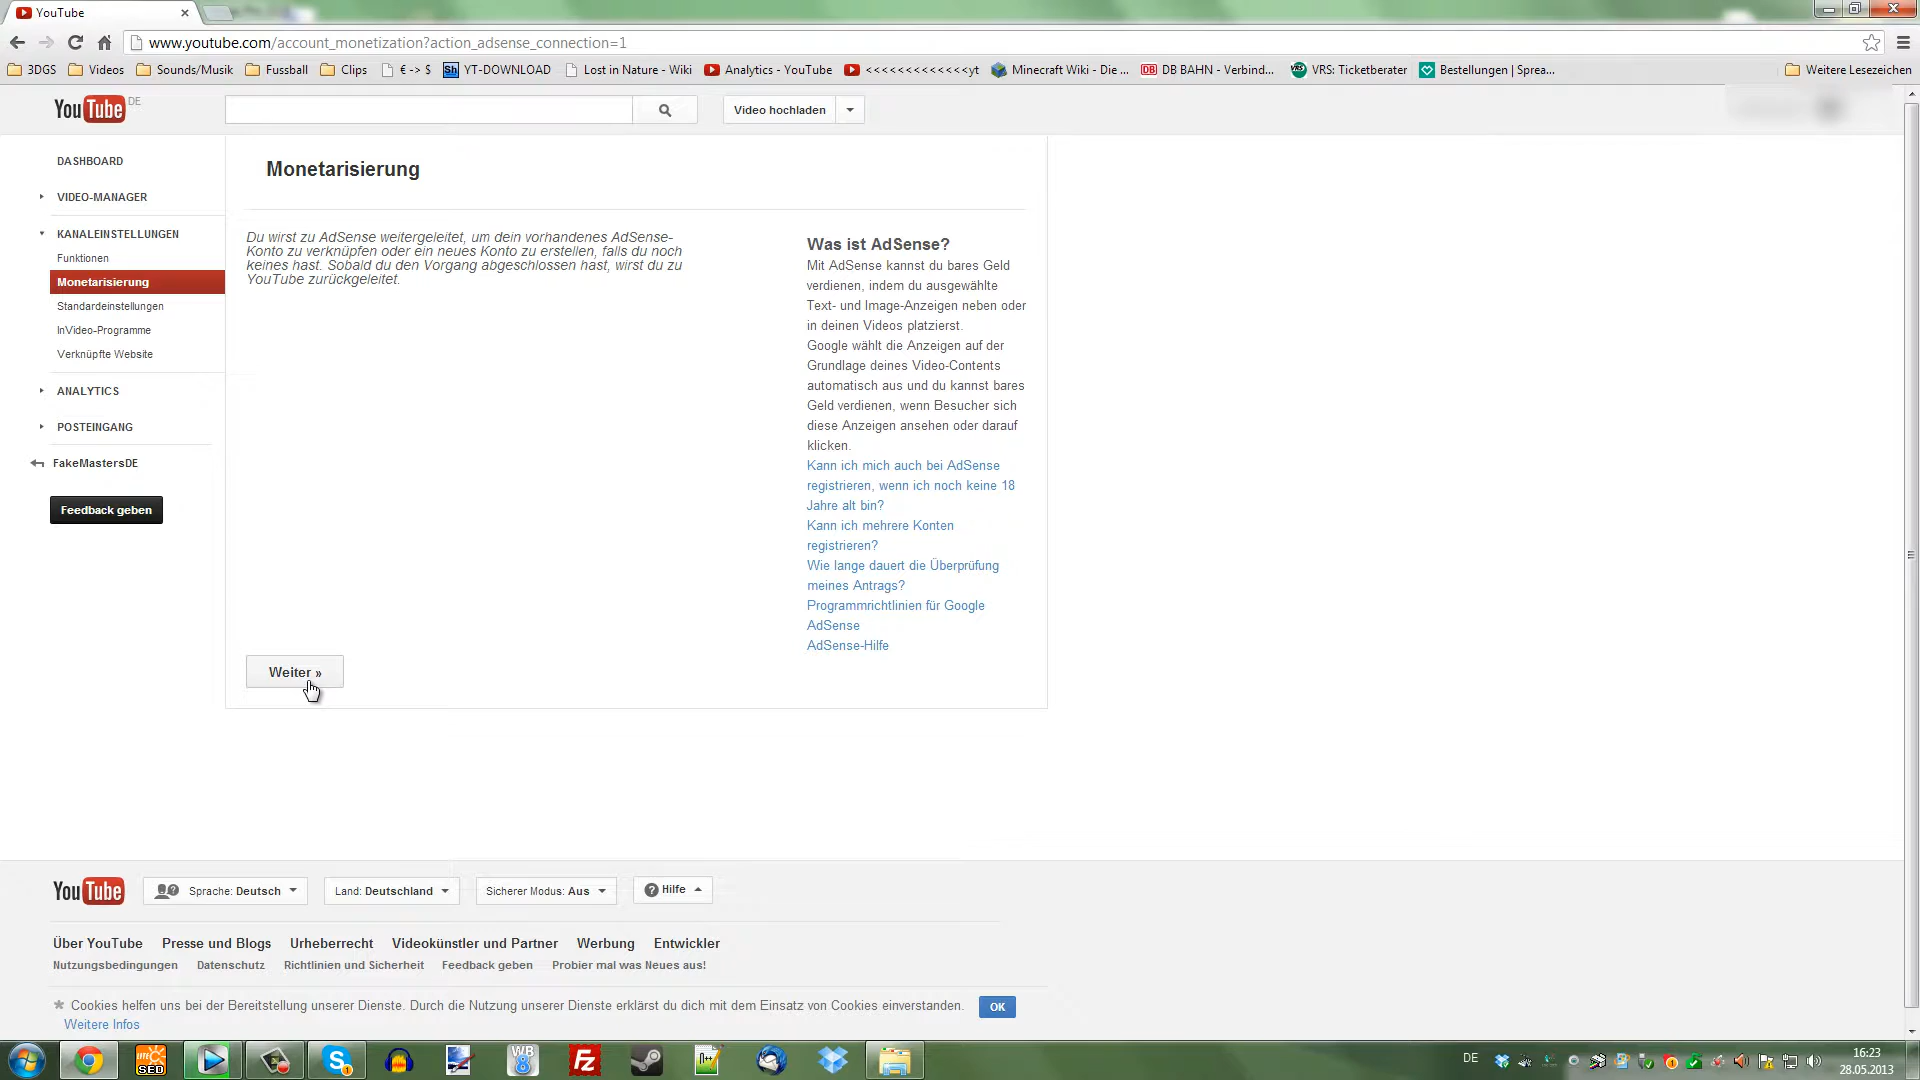 YouTube
www.youtube.com/account_monetization?action_adsense_connection=1
3DGS Videos Sounds/Musik Fussball Clips € -> $ YT-DOWNLOAD Lost in Nature - Wiki Analytics - YouTube <<<<<<<<<<<<<yt Minecraft Wiki - Die ... DB BAHN - Verbind... VRS: Ticketberater Bestellungen | Sprea... Weitere Lesezeichen
YouTube DE
Video hochladen
DASHBOARD
VIDEO-MANAGER
KANALEINSTELLUNGEN
Funktionen
Monetarisierung
Standardeinstellungen
InVideo-Programme
Verknüpfte Website
ANALYTICS
POSTEINGANG
FakeMastersDE
Feedback geben
Monetarisierung
Du wirst zu AdSense weitergeleitet, um dein vorhandenes AdSense-
Konto zu verknüpfen oder ein neues Konto zu erstellen, falls du noch
keines hast. Sobald du den Vorgang abgeschlossen hast, wirst du zu
YouTube zurückgeleitet.
Weiter »
Was ist AdSense?
Mit AdSense kannst du bares Geld
verdienen, indem du ausgewählte
Text- und Image-Anzeigen neben oder
in deinen Videos platzierst.
Google wählt die Anzeigen auf der
Grundlage deines Video-Contents
automatisch aus und du kannst bares
Geld verdienen, wenn Besucher sich
diese Anzeigen ansehen oder darauf
klicken.
Kann ich mich auch bei AdSense
registrieren, wenn ich noch keine 18
Jahre alt bin?
Kann ich mehrere Konten
registrieren?
Wie lange dauert die Überprüfung
meines Antrags?
Programmrichtlinien für Google
AdSense
AdSense-Hilfe
YouTube Sprache: Deutsch Land: Deutschland Sicherer Modus: Aus Hilfe
Über YouTube Presse und Blogs Urheberrecht Videokünstler und Partner Werbung Entwickler
Nutzungsbedingungen Datenschutz Richtlinien und Sicherheit Feedback geben Probier mal was Neues aus!
* Cookies helfen uns bei der Bereitstellung unserer Dienste. Durch die Nutzung unserer Dienste erklärst du dich mit dem Einsatz von Cookies einverstanden. OK
Weitere Infos
DE
16:23
28.05.2013